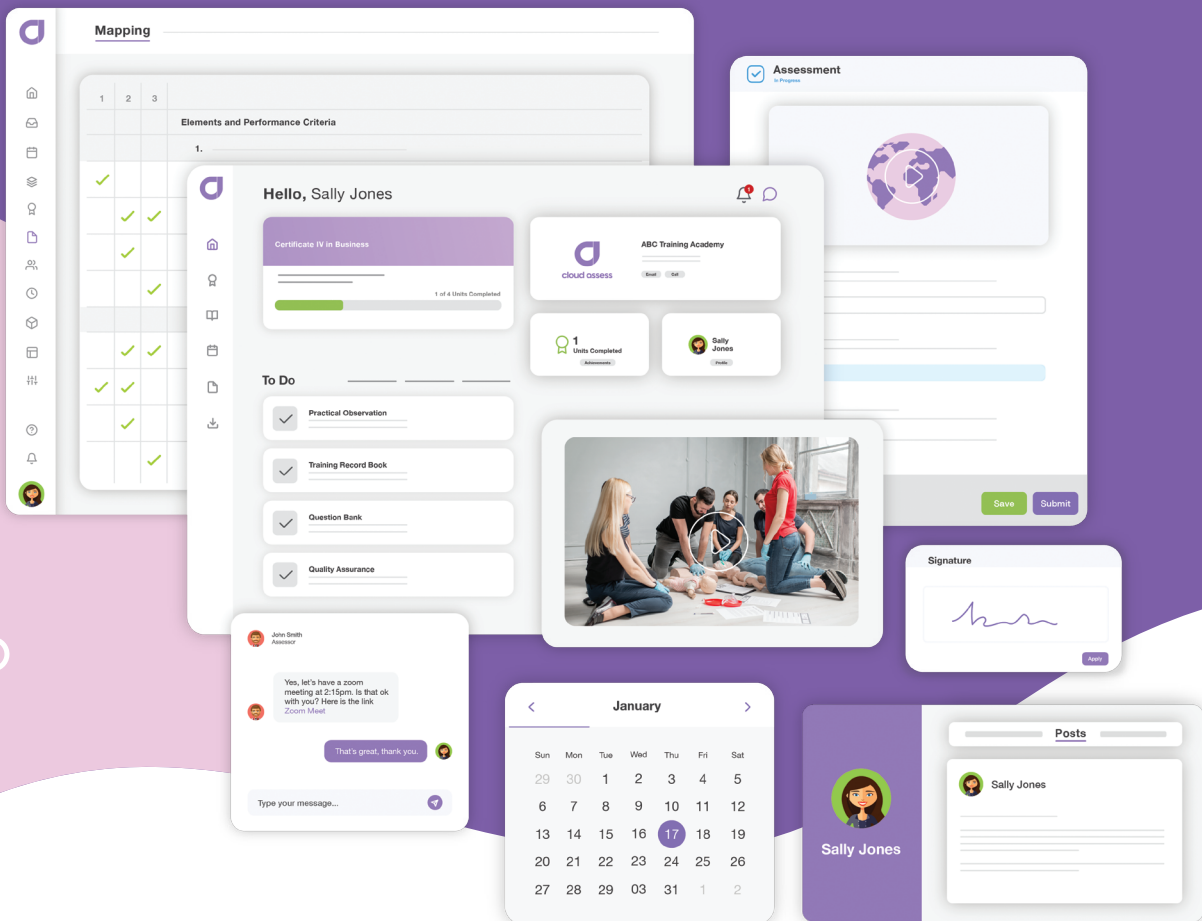 Mapping
1 2 3
Elements and Performance Criteria
1.
Assessment
In Progress
Save
Submit
Hello, Sally Jones
1
Certificate IV in Business
1 of 4 Units Completed
cloud assess
ABC Training Academy
Email Call
1
Units Completed
Achievements
Sally
Jones
Profile
To Do
Practical Observation
Training Record Book
Question Bank
Quality Assurance
Signature
Apply
John Smith
Assessor
Yes, let's have a zoom
meeting at 2:15pm. Is that ok
with you? Here is the link
Zoom Meet
That's great, thank you.
Type your message...
January
Sun Mon Tue Wed Thu Fri Sat
29 30 1 2 3 4 5
6 7 8 9 10 11 12
13 14 15 16 17 18 19
20 21 22 23 24 25 26
27 28 29 03 31 1 2
Sally Jones
Posts
Sally Jones